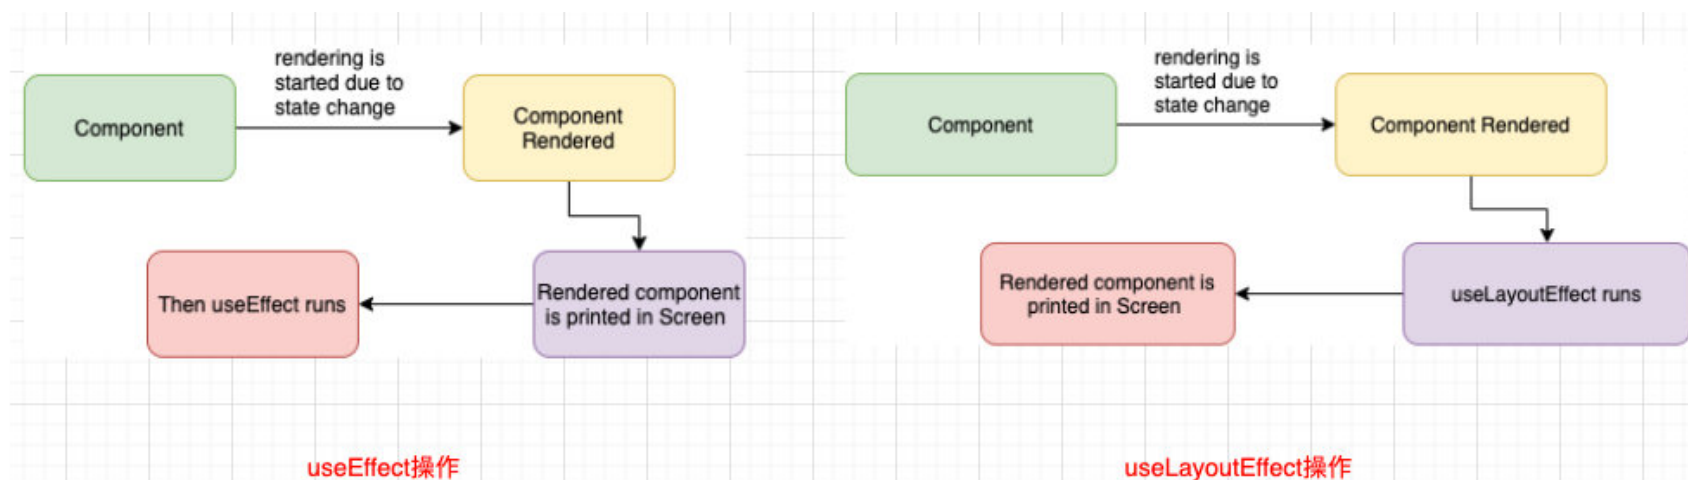 rendering is
started due to
state change
Component
Component
Rendered
Then useEffect runs
Rendered component
is printed in Screen
useEffect操作
rendering is
started due to
state change
Component
Component Rendered
Rendered component is
printed in Screen
useLayoutEffect runs
useLayoutEffect操作